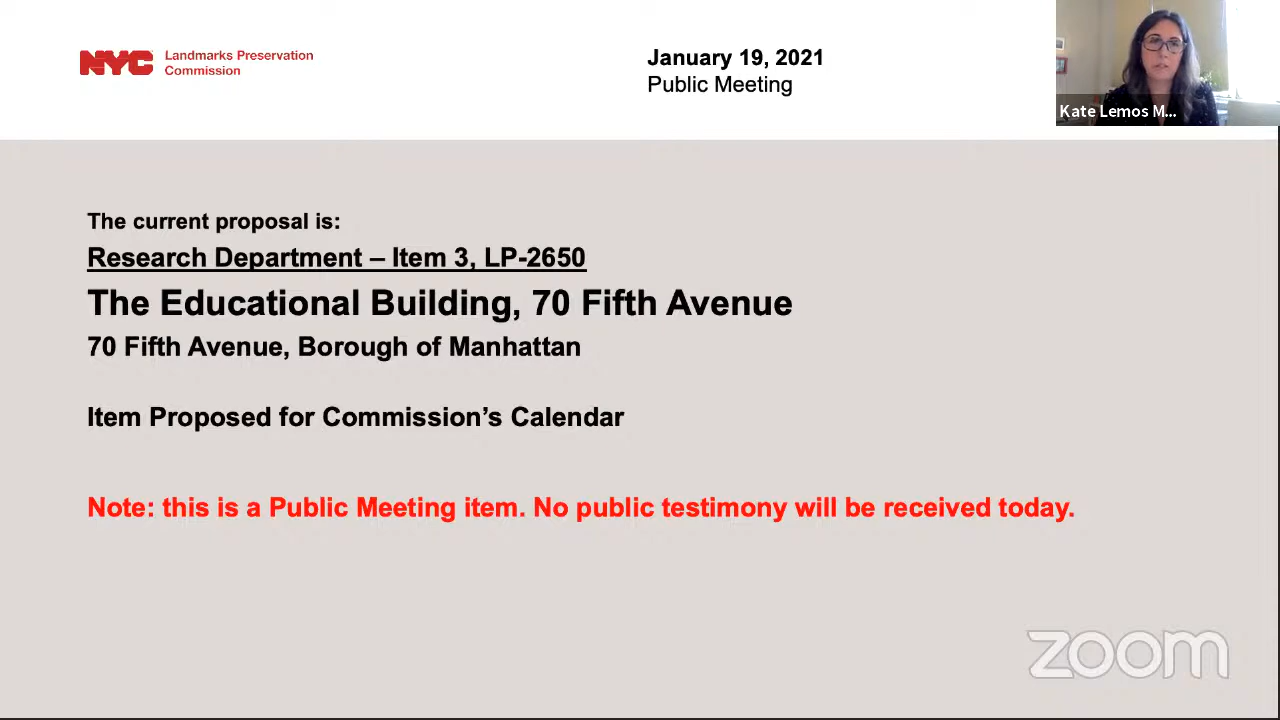 NYC
Landmarks Preservation
Commission
January 19, 2021
Public Meeting
Kate Lemos M...
The current proposal is:
Research Department – Item 3, LP-2650
The Educational Building, 70 Fifth Avenue
70 Fifth Avenue, Borough of Manhattan
Item Proposed for Commission’s Calendar
Note: this is a Public Meeting item. No public testimony will be received today.
zoom